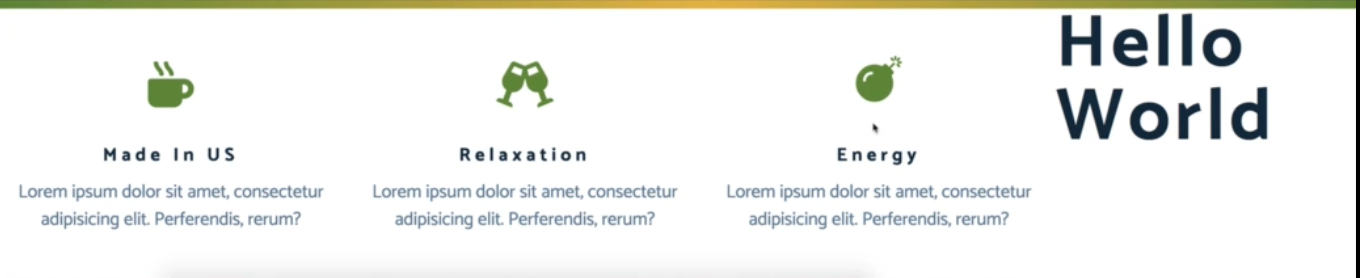 Hello
World
Made In US
Lorem ipsum dolor sit amet, consectetur
adipisicing elit. Perferendis, rerum?
Relaxation
Lorem ipsum dolor sit amet, consectetur
adipisicing elit. Perferendis, rerum?
Energy
Lorem ipsum dolor sit amet, consectetur
adipisicing elit. Perferendis, rerum?